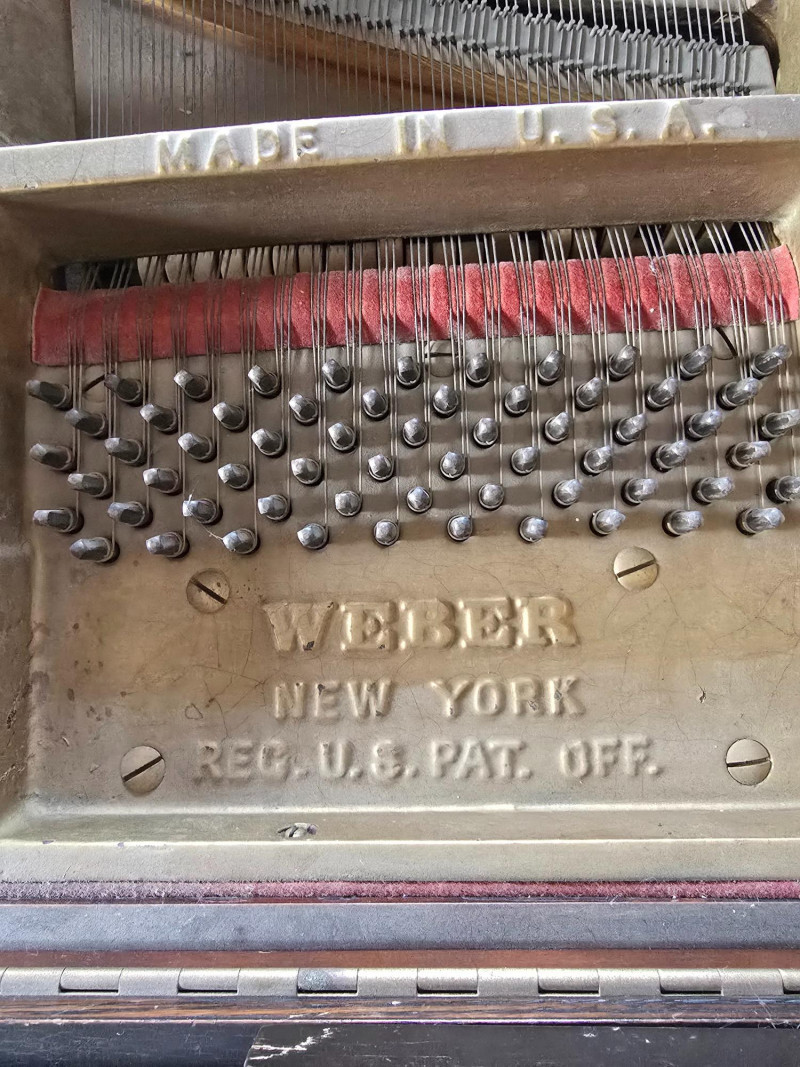 MADE IN U.S.A.
WEBER
NEW YORK
REG. U.S. PAT. OFF.